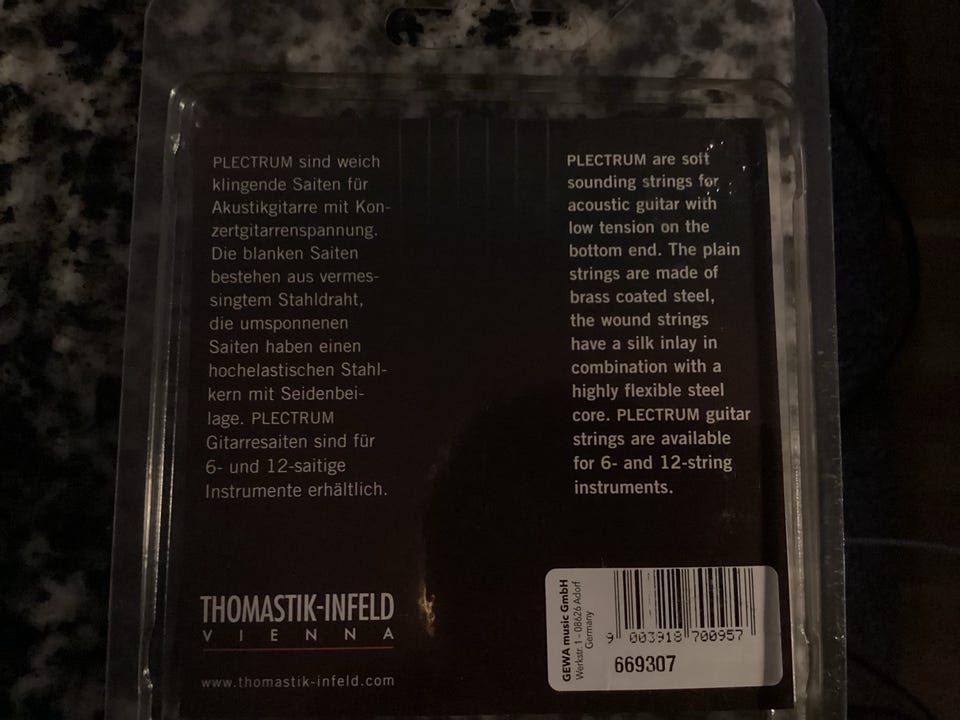 PLECTRUM sind weich
klingende Saiten für
Akustikgitarre mit Kon-
zertgitarrenspannung.
Die blanken Saiten
bestehen aus vermes-
singtem Stahldraht,
die umsponnenen
Saiten haben einen
hochelastischen Stahl-
kern mit Seidenbei-
lage. PLECTRUM
Gitarresaiten sind für
6- und 12-saitige
Instrumente erhältlich.
PLECTRUM are soft
sounding strings for
acoustic guitar with
low tension on the
bottom end. The plain
strings are made of
brass coated steel,
the wound strings
have a silk inlay in
combination with a
highly flexible steel
core. PLECTRUM guitar
strings are available
for 6- and 12-string
instruments.
THOMASTIK-INFELD
VIENNA
www.thomastik-infeld.com
GEWA music GmbH
Werkstr. 1 - 08626 Adorf
Germany
9 003918 700957
669307